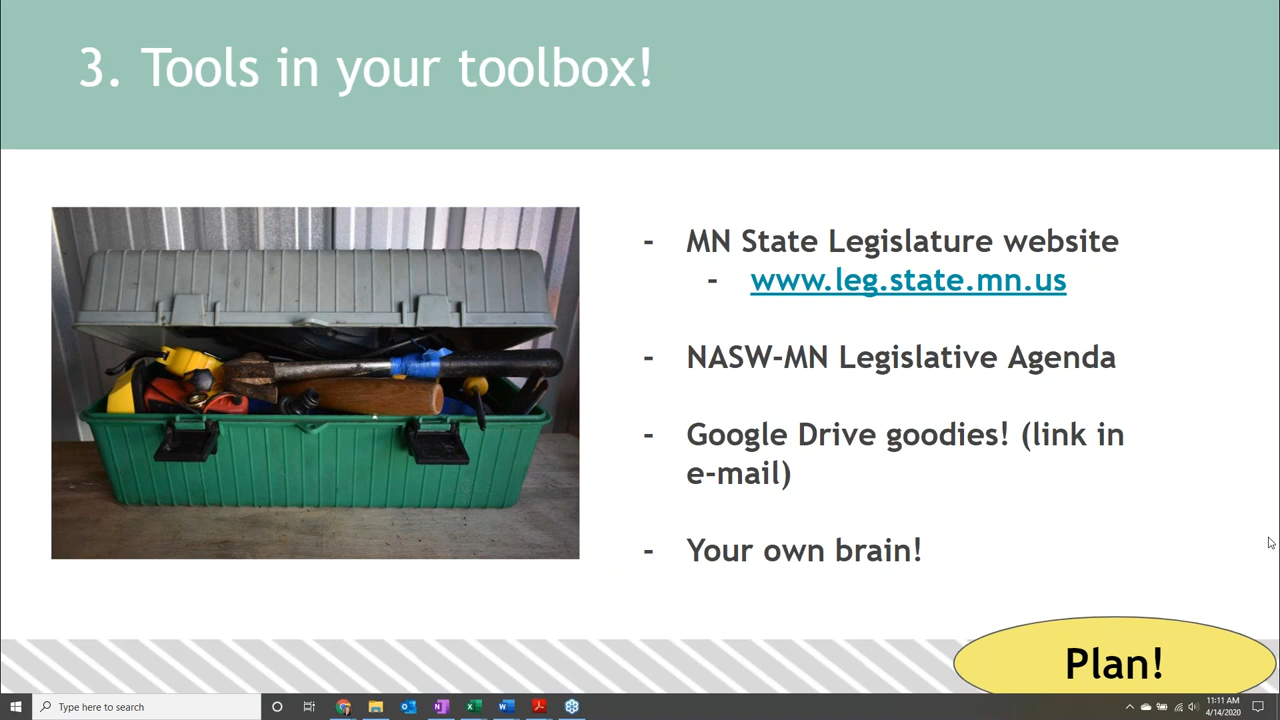 3. Tools in your toolbox!
- MN State Legislature website
- www.leg.state.mn.us
- NASW-MN Legislative Agenda
- Google Drive goodies! (link in
e-mail)
- Your own brain!
Plan!
Type here to search
11:11 AM
4/14/2020